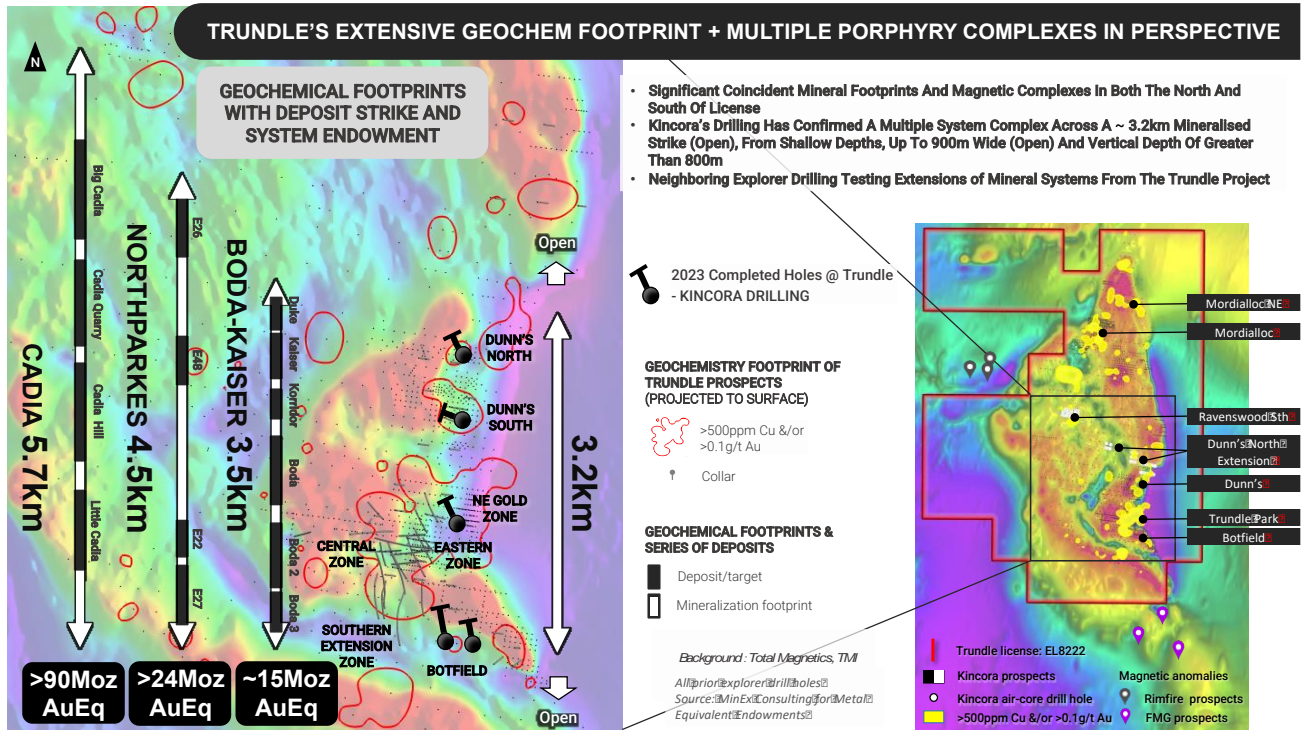 TRUNDLE'S EXTENSIVE GEOCHEM FOOTPRINT + MULTIPLE PORPHYRY COMPLEXES IN PERSPECTIVE
N
GEOCHEMICAL FOOTPRINTS
WITH DEPOSIT STRIKE AND
SYSTEM ENDOWMENT
CADIA 5.7km
Big Cadia
Cadia Quarry
Cadia Hill
Little Cadia
NORTHPARKES 4.5km
E26
E48
E22
E27
BODA-KAISER 3.5km
Duke
Kaiser
Korridor
Boda
Boda 2
Boda 3
>90Moz
AuEq
>24Moz
AuEq
~15Moz
AuEq
Open
DUNN'S
NORTH
DUNN'S
SOUTH
NE GOLD
ZONE
CENTRAL
ZONE
EASTERN
ZONE
SOUTHERN
EXTENSION
ZONE
BOTFIELD
3.2km
Open
• Significant Coincident Mineral Footprints And Magnetic Complexes In Both The North And
South Of License
• Kincora's Drilling Has Confirmed A Multiple System Complex Across A ~ 3.2km Mineralised
Strike (Open), From Shallow Depths, Up To 900m Wide (Open) And Vertical Depth Of Greater
Than 800m
• Neighboring Explorer Drilling Testing Extensions of Mineral Systems From The Trundle Project
2023 Completed Holes @ Trundle
- KINCORA DRILLING
GEOCHEMISTRY FOOTPRINT OF
TRUNDLE PROSPECTS
(PROJECTED TO SURFACE)
>500ppm Cu &/or
>0.1g/t Au
Collar
GEOCHEMICAL FOOTPRINTS &
SERIES OF DEPOSITS
Deposit/target
Mineralization footprint
Background : Total Magnetics, TMI
All prior explorer drill holes
Source: MinEx Consulting for Metal
Equivalent Endowments
Mordialloc NE
Mordialloc
Ravenswood Sth
Dunn's North
Extension
Dunn's
Trundle Park
Botfield
Trundle license: EL8222
Kincora prospects
Kincora air-core drill hole
>500ppm Cu &/or >0.1g/t Au
Magnetic anomalies
Rimfire prospects
FMG prospects